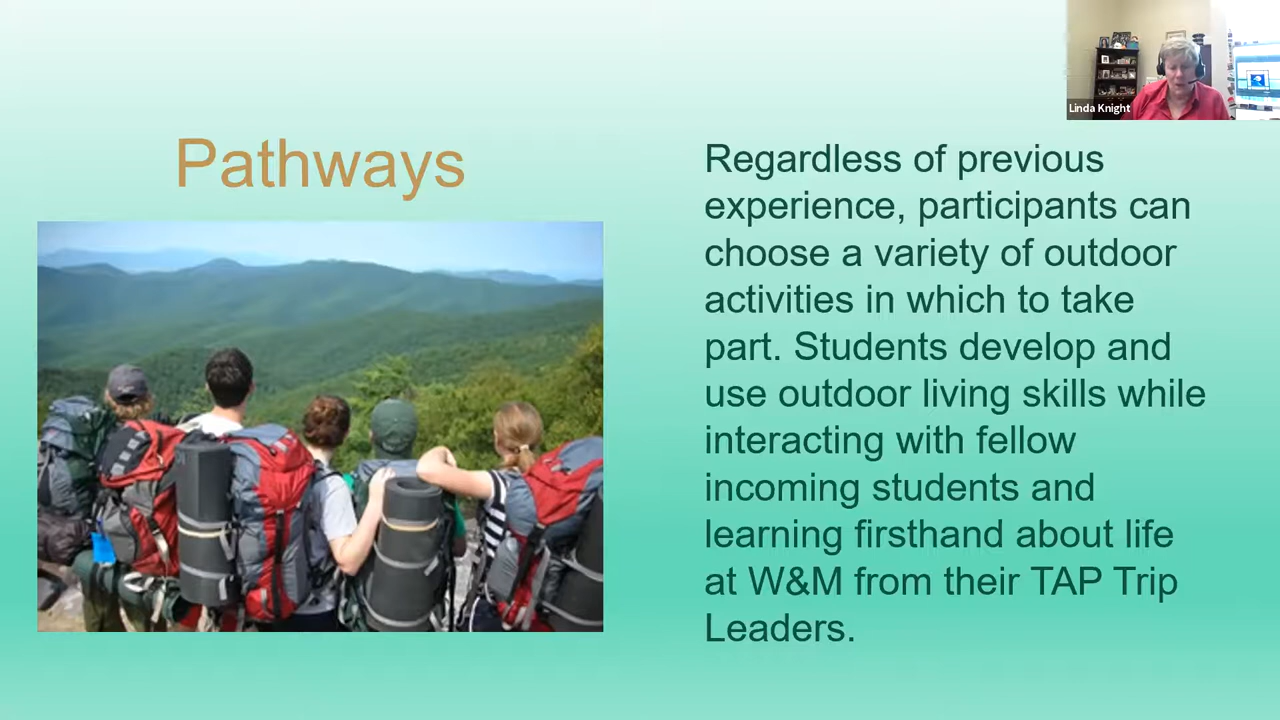 Linda Knight
Pathways
Regardless of previous
experience, participants can
choose a variety of outdoor
activities in which to take
part. Students develop and
use outdoor living skills while
interacting with fellow
incoming students and
learning firsthand about life
at W&M from their TAP Trip
Leaders.